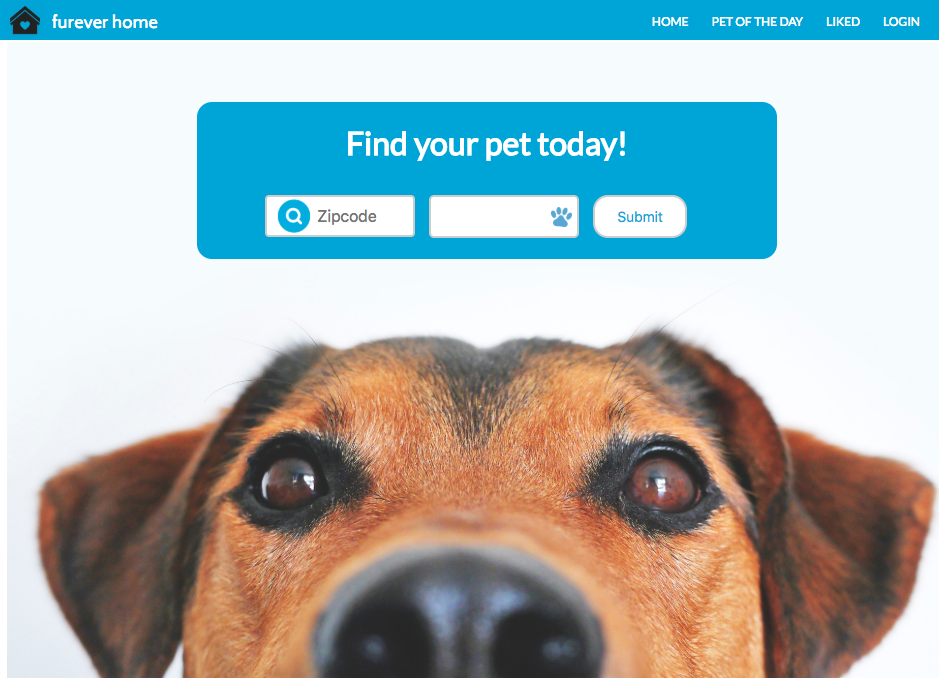 furever home
HOME PET OF THE DAY LIKED LOGIN
Find your pet today!
Zipcode
Submit